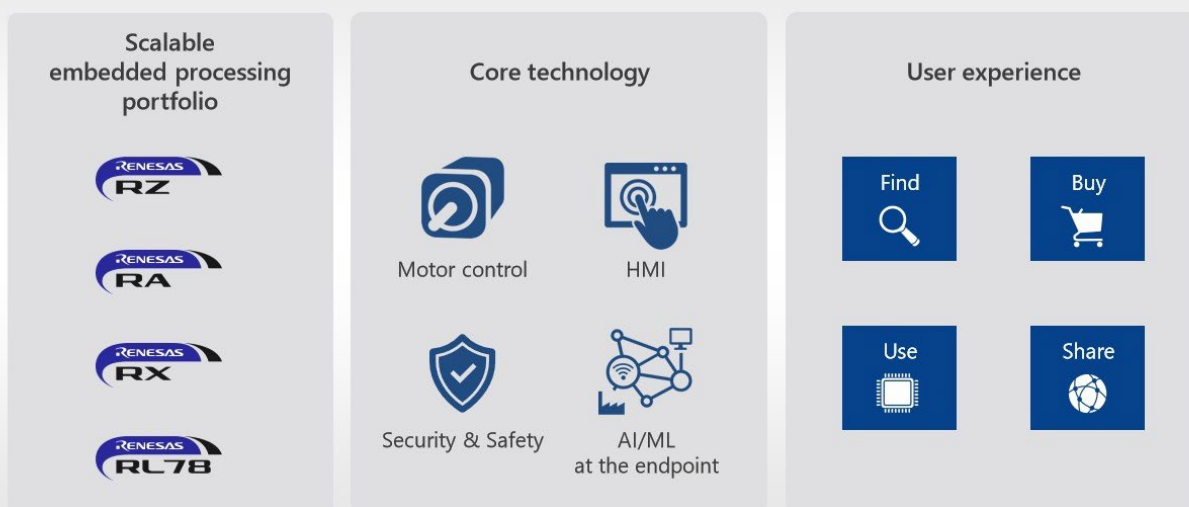 Scalable
embedded processing
portfolio
RENESAS
RZ
RENESAS
RA
RENESAS
RX
RENESAS
RL78
Core technology
Motor control
HMI
Security & Safety
AI/ML
at the endpoint
User experience
Find
Buy
Use
Share